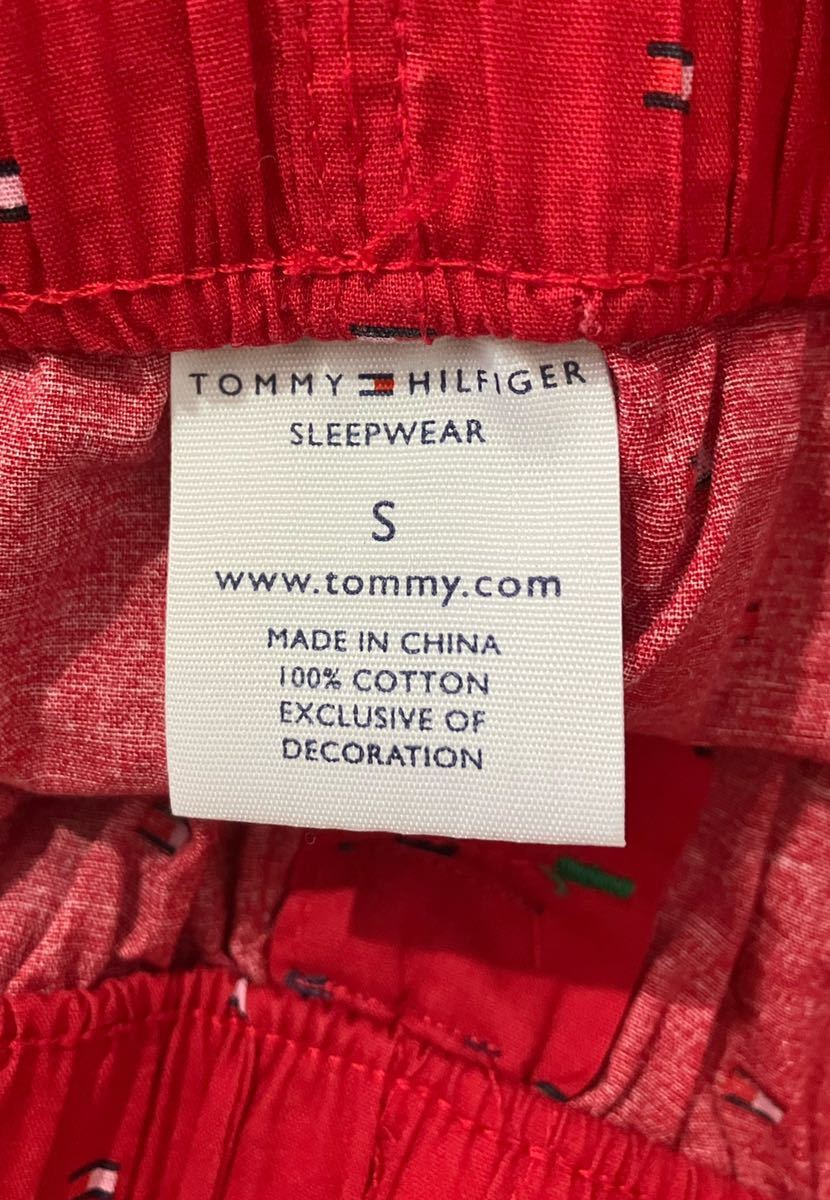 TOMMY HILFIGER
SLEEPWEAR
S
www.tommy.com
MADE IN CHINA
100% COTTON
EXCLUSIVE OF
DECORATION